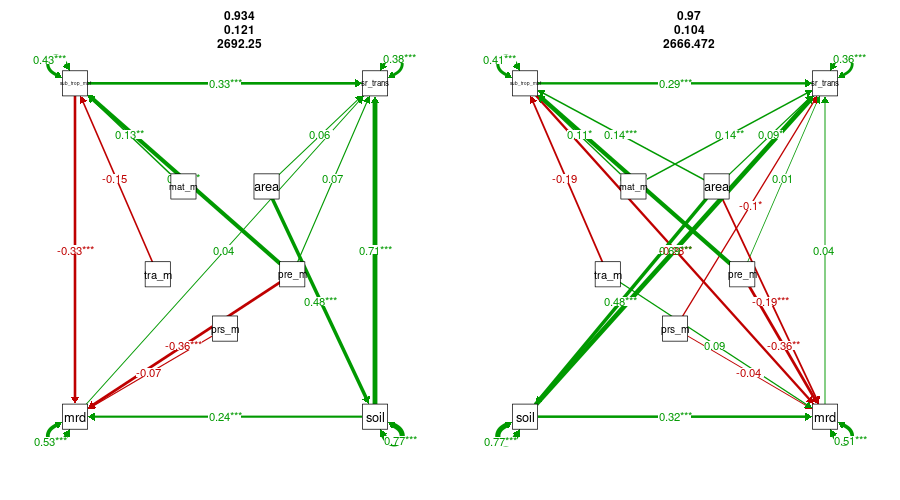 0.934
0.121
2692.25
0.43***
0.38***
sub_trop_mst
0.33***
sr_trans
0.13**
0.06
mat_m
area
-0.15
0.07
-0.33***
0.04
0.71***
tra_m
pre_m
0.48***
prs_m
-0.36***
-0.07
mrd
0.24***
soil
0.53***
0.77***
0.97
0.104
2666.472
0.41***
0.36***
0.29***
sr_trans
0.11*
0.14***
0.14**
0.09*
mat_m
area
-0.19
0.01
-0.1*
0.04
tra_m
pre_m
0.48***
-0.19***
prs_m
0.09
-0.36**
-0.04
soil
0.32***
mrd
0.77***
0.51***